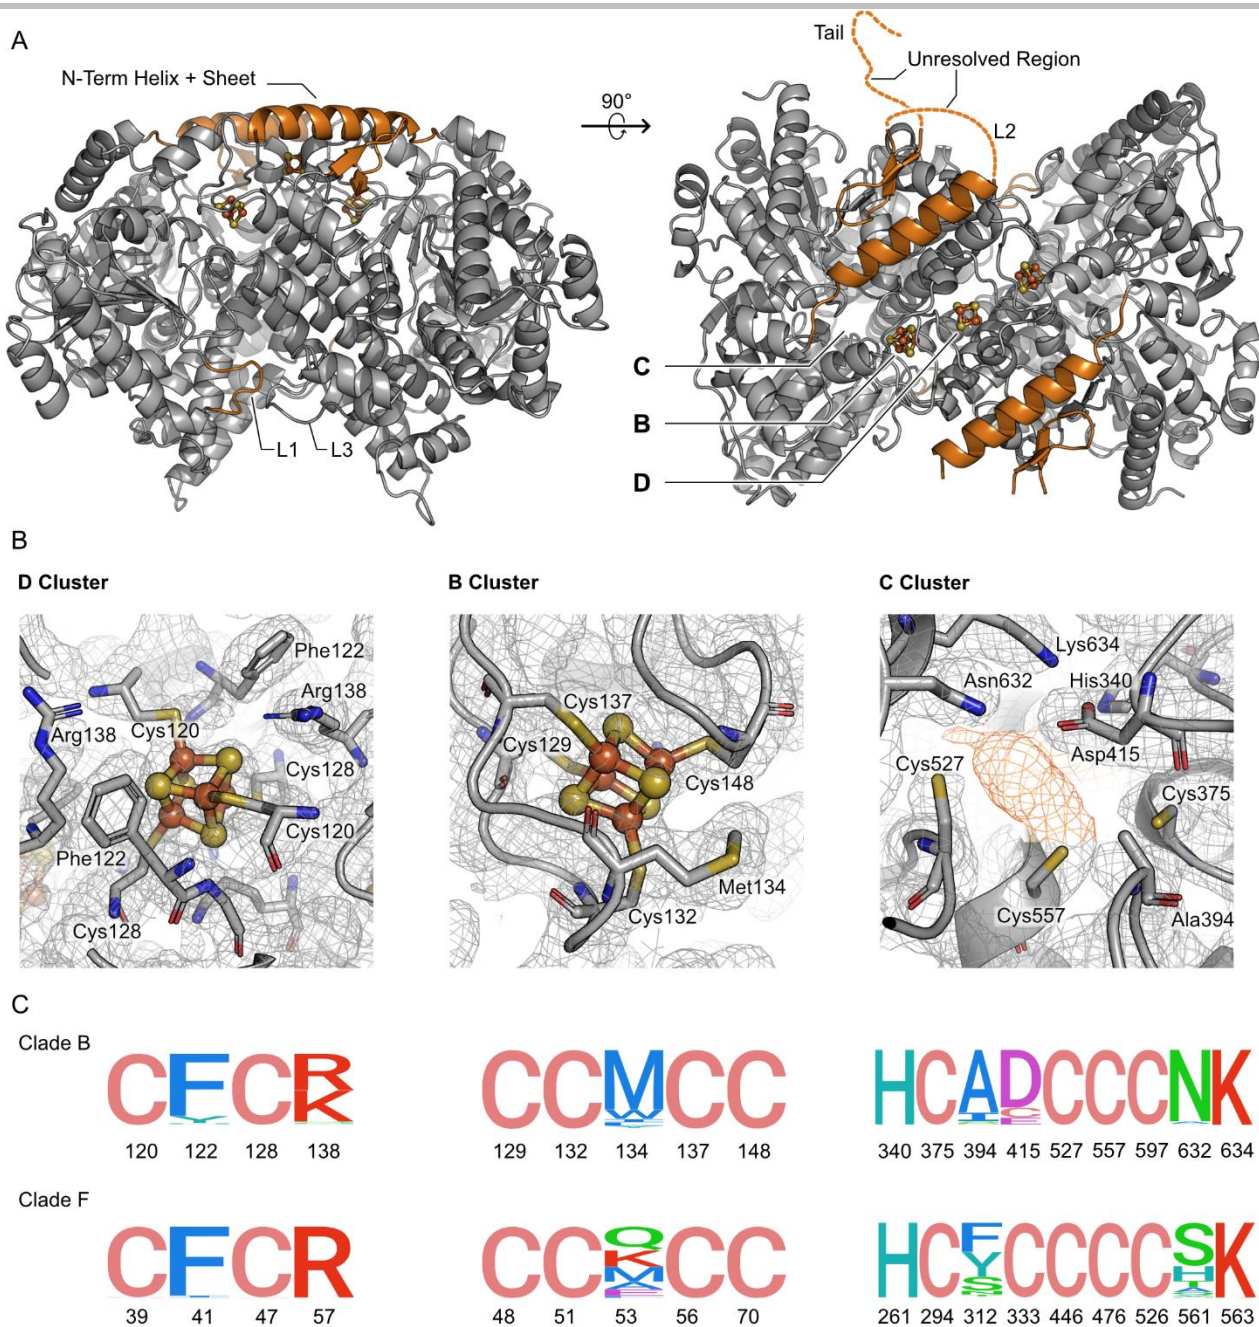 A
N-Term Helix + Sheet
90°
Tail
Unresolved Region
L2
C
B
D
L1
L3
B
D Cluster
B Cluster
C Cluster
Phe122
Arg138
Arg138
Cys120
Cys128
Cys120
Phe122
Cys128
Cys137
Cys129
Cys148
Met134
Cys132
Lys634
Asn632
His340
Asp415
Cys527
Cys375
Cys557
Ala394
C
Clade B
C F C R K
C C M C C
H C A D C C C N K
120 122 128 138
129 132 134 137 148
340 375 394 415 527 557 597 632 634
Clade F
C F C R
C C Q K M A C C
H C F Y S C C C C S H K
39 41 47 57
48 51 53 56 70
261 294 312 333 446 476 526 561 563